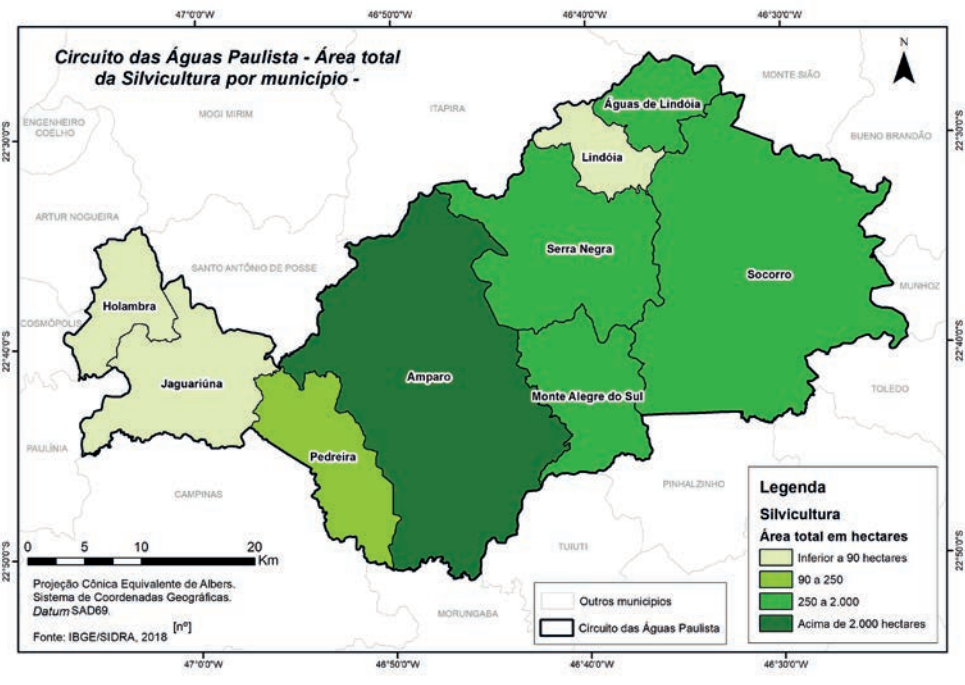 47°0'0"W 46°50'0"W 46°40'0"W 46°30'0"W
Circuito das Águas Paulista - Área total
da Silvicultura por município -
N
MONTE SIÃO
ITAPIRA
Águas de Lindóia
MOGI MIRIM
ENGENHEIRO
COELHO
22°30'0"S
22°30'0"S
BUENO BRANDÃO
Lindóia
ARTUR NOGUEIRA
Serra Negra
SANTO ANTÔNIO DE POSSE
Socorro
MUNHOZ
Holambra
COSMÓPOLIS
22°40'0"S
22°40'0"S
Jaguariúna
Amparo
TOLEDO
Monte Alegre do Sul
PAULÍNIA
Pedreira
CAMPINAS
PINHALZINHO
Legenda
Silvicultura
Área total em hectares
Inferior a 90 hectares
90 a 250
250 a 2.000
Acima de 2.000 hectares
0 5 10 20
Km
22°50'0"S
22°50'0"S
TUIUTI
Projeção Cônica Equivalente de Albers.
Sistema de Coordenadas Geográficas.
Datum SAD69.
[nº]
Fonte: IBGE/SIDRA, 2018
MORUNGABA
Outros municipios
Circuito das Águas Paulista
47°0'0"W 46°50'0"W 46°40'0"W 46°30'0"W